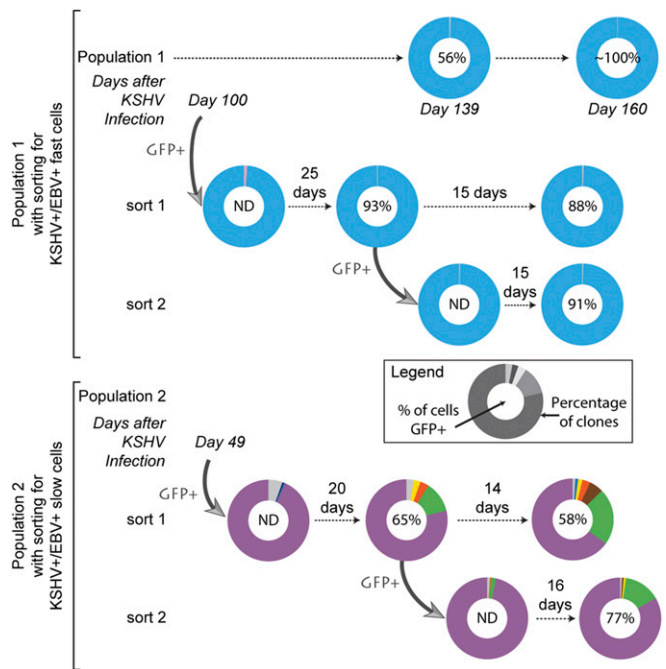 Population 1
with sorting for
KSHV+/EBV+ fast cells
Population 1
56%
~100%
Day 139
Day 160
Days after
KSHV
Infection
Day 100
GFP+
sort 1
ND
25
days
93%
15 days
88%
GFP+
sort 2
ND
15
days
91%
Legend
% of cells
GFP+
Percentage
of clones
Population 2
with sorting for
KSHV+/EBV+ slow cells
Population 2
Days after
KSHV
Infection
Day 49
GFP+
sort 1
ND
20
days
65%
14
days
58%
GFP+
sort 2
ND
16
days
77%